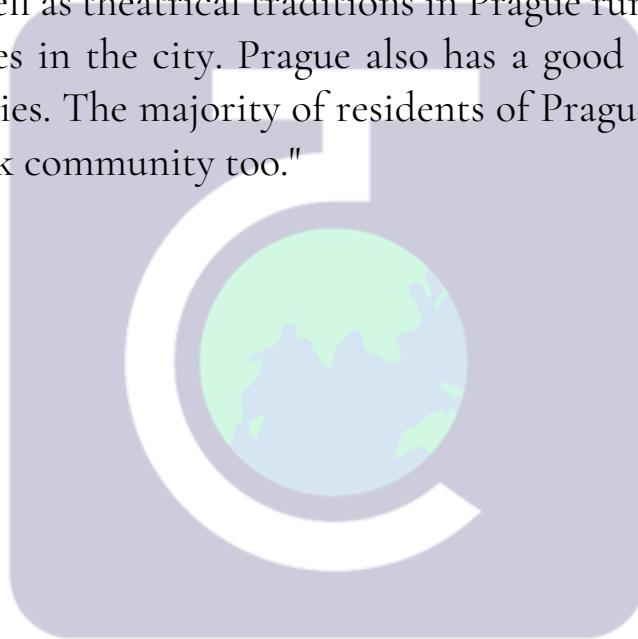 ell as theatrical traditions in Prague run
es in the city. Prague also has a good
ies. The majority of residents of Pragu
k community too."